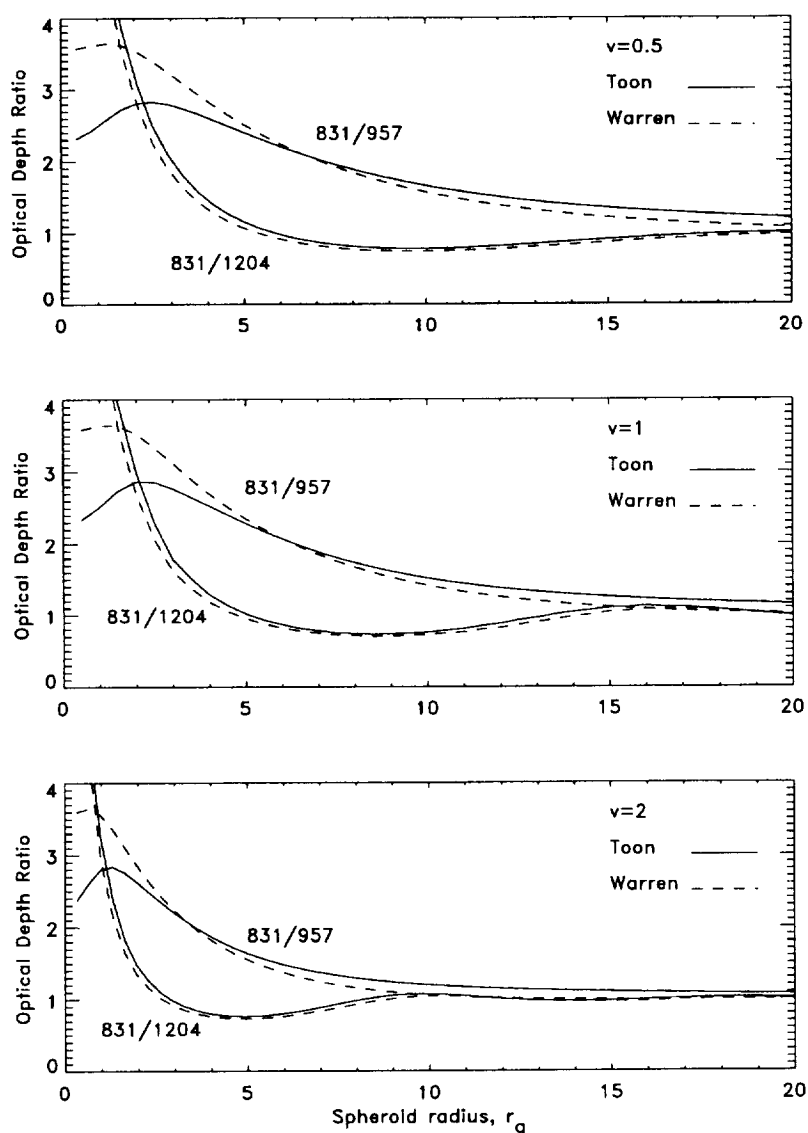 4
v=0.5
Toon
Warren
3
831/957
2
1
831/1204
0
0 5 10 15 20
Optical Depth Ratio
4
v=1
Toon
Warren
3
831/957
2
1
831/1204
0
0 5 10 15 20
Optical Depth Ratio
4
v=2
Toon
Warren
3
831/957
2
1
831/1204
0
0 5 10 15 20
Optical Depth Ratio
Spheroid radius, r_a